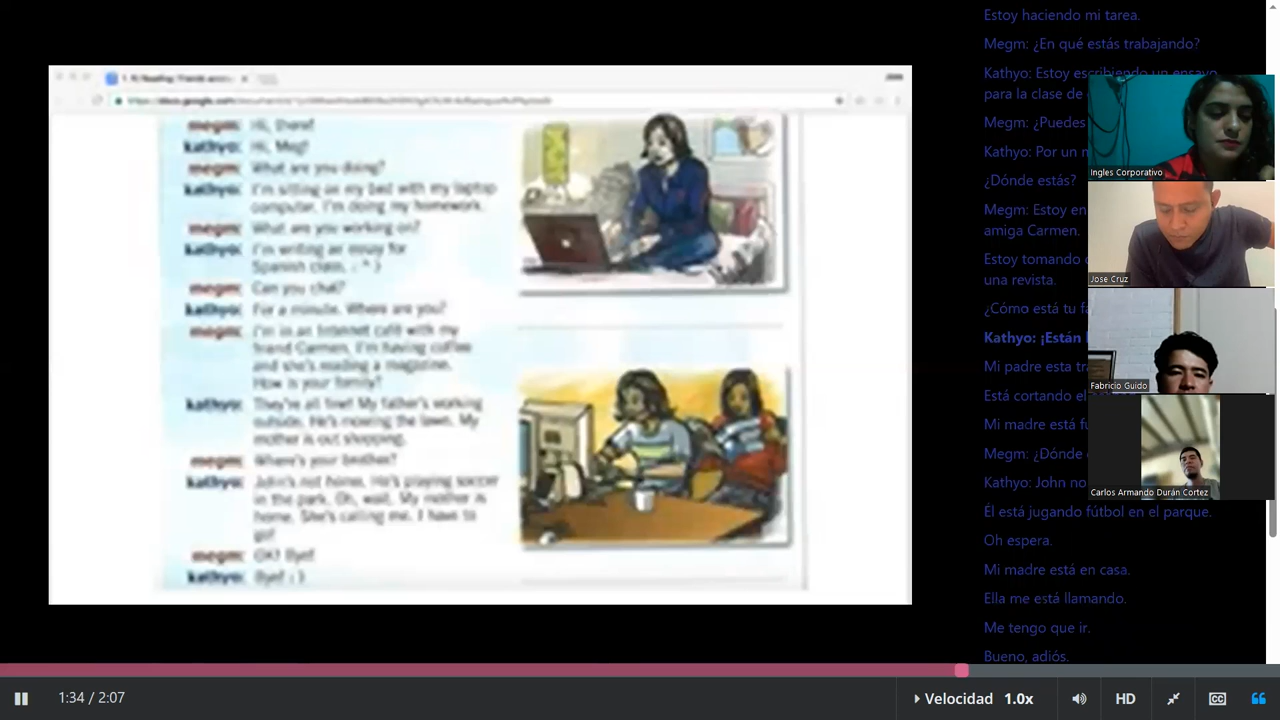 megm: Hi, there!
kathyo: Hi, Meg!
megm: What are you doing?
kathyo: I'm sitting on my bed with my laptop
computer. I'm doing my homework.
megm: What are you working on?
kathyo: I'm writing an essay for
Spanish class.
megm: Can you chat?
kathyo: For a minute. Where are you?
megm: I'm in an Internet café with my
friend Carmen. I'm having coffee
and she's reading a magazine.
How is your family?
kathyo: They're all fine! My father's working
outside. He's mowing the lawn. My
mother is out shopping.
megm: Where's your brother?
kathyo: John's not home. He's playing soccer
in the park. Oh, wait. My mother is
home. She's calling me. I have to
go!
megm: OK! Bye!
kathyo: Bye! : )
Estoy haciendo mi tarea.
Megm: ¿En qué estás trabajando?
Kathyo: Estoy escribiendo un ensayo
para la clase de
Megm: ¿Puedes
Kathyo: Por un
¿Dónde estás?
Megm: Estoy en
amiga Carmen.
Estoy tomando
una revista.
¿Cómo está tu
Kathyo: ¡Están
Mi padre esta
Está cortando
Mi madre está
Megm: ¿Dónde
Kathyo: John no
Él está jugando fútbol en el parque.
Oh espera.
Mi madre está en casa.
Ella me está llamando.
Me tengo que ir.
Bueno, adiós.
Ingles Corporativo
Jose Cruz
Fabricio Guido
Carlos Armando Durán Cortez
1:34 / 2:07
Velocidad 1.0x
HD
CC